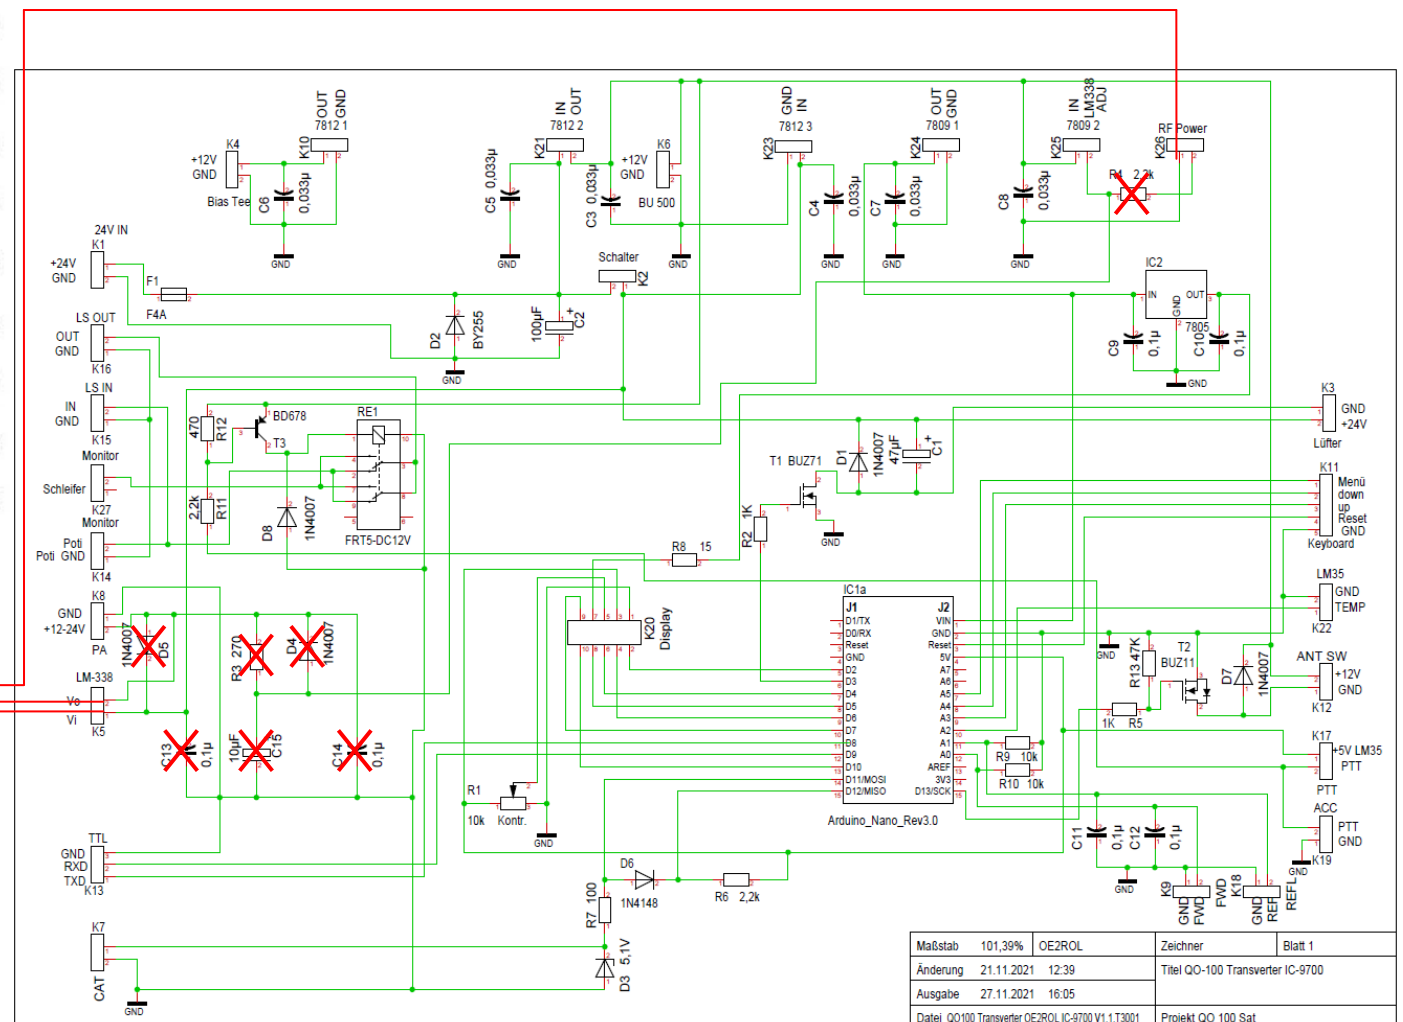 K4
+12V
GND
Bias Tee
C6
0,033µ
K10
OUT
GND
7812 1
C5
0,033µ
K21
IN
OUT
7812 2
C3
0,033µ
K6
+12V
GND
BU 500
K23
GND
IN
7812 3
C4
0,033µ
C7
0,033µ
K24
OUT
GND
7809 1
C8
0,033µ
K25
IN
LM338
ADJ
7809 2
RF Power
K26
R4 2,2k
GND
GND
GND
GND
GND
GND
24V IN
K1
+24V
GND
F1
F4A
Schalter
K2
D2
BY255
100µF
C2
GND
IC2
IN
OUT
GND
7805
C9
0,1µ
C10
0,1µ
GND
LS OUT
OUT
GND
K16
LS IN
IN
GND
K15
Monitor
Schleifer
K27
Monitor
Poti
Poti GND
K14
470
R12
BD678
T3
RE1
2,2k
R11
D8
1N4007
FRT5-DC12V
T1 BUZ71
D1
1N4007
47µF
C1
GND
R2 1K
R8 15
K3
GND
+24V
Lüfter
K11
Menü
down
up
Reset
GND
Keyboard
LM35
GND
TEMP
K22
K8
GND
+12-24V
PA
1N4007
D5
R3 270
D4
1N4007
LM-338
Vo
Vi
K5
C13
0,1µ
10µF
C15
C14
0,1µ
K20
Display
R1
10k
Kontr.
GND
IC1a
J1
J2
D1/TX
VIN
D0/RX
GND
Reset
Reset
GND
5V
D2
A7
D3
A6
D4
A5
D5
A4
D6
A3
D7
A2
D8
A1
D9
A0
D10
AREF
D11/MOSI
3V3
D12/MISO
D13/SCK
Arduino_Nano_Rev3.0
R9 10k
R10 10k
GND
R13 47K
T2
BUZ11
D7
1N4007
1K R5
ANT SW
+12V
GND
K12
K17
+5V LM35
PTT
PTT
ACC
PTT
GND
K19
GND
C11
0,1µ
C12
0,1µ
GND
K9
GND
FWD
FWD
K18
GND
REF
REFL
TTL
GND
RXD
TXD
K13
K7
CAT
GND
D6
1N4148
R6 2,2k
R7 100
D3 5,1V
Maßstab 101,39% OE2ROL Zeichner Blatt 1
Änderung 21.11.2021 12:39 Titel QO-100 Transverter IC-9700
Ausgabe 27.11.2021 16:05
Datei QO100 Transverter OE2ROL IC-9700 V1.1.T3001 Projekt QO 100 Sat